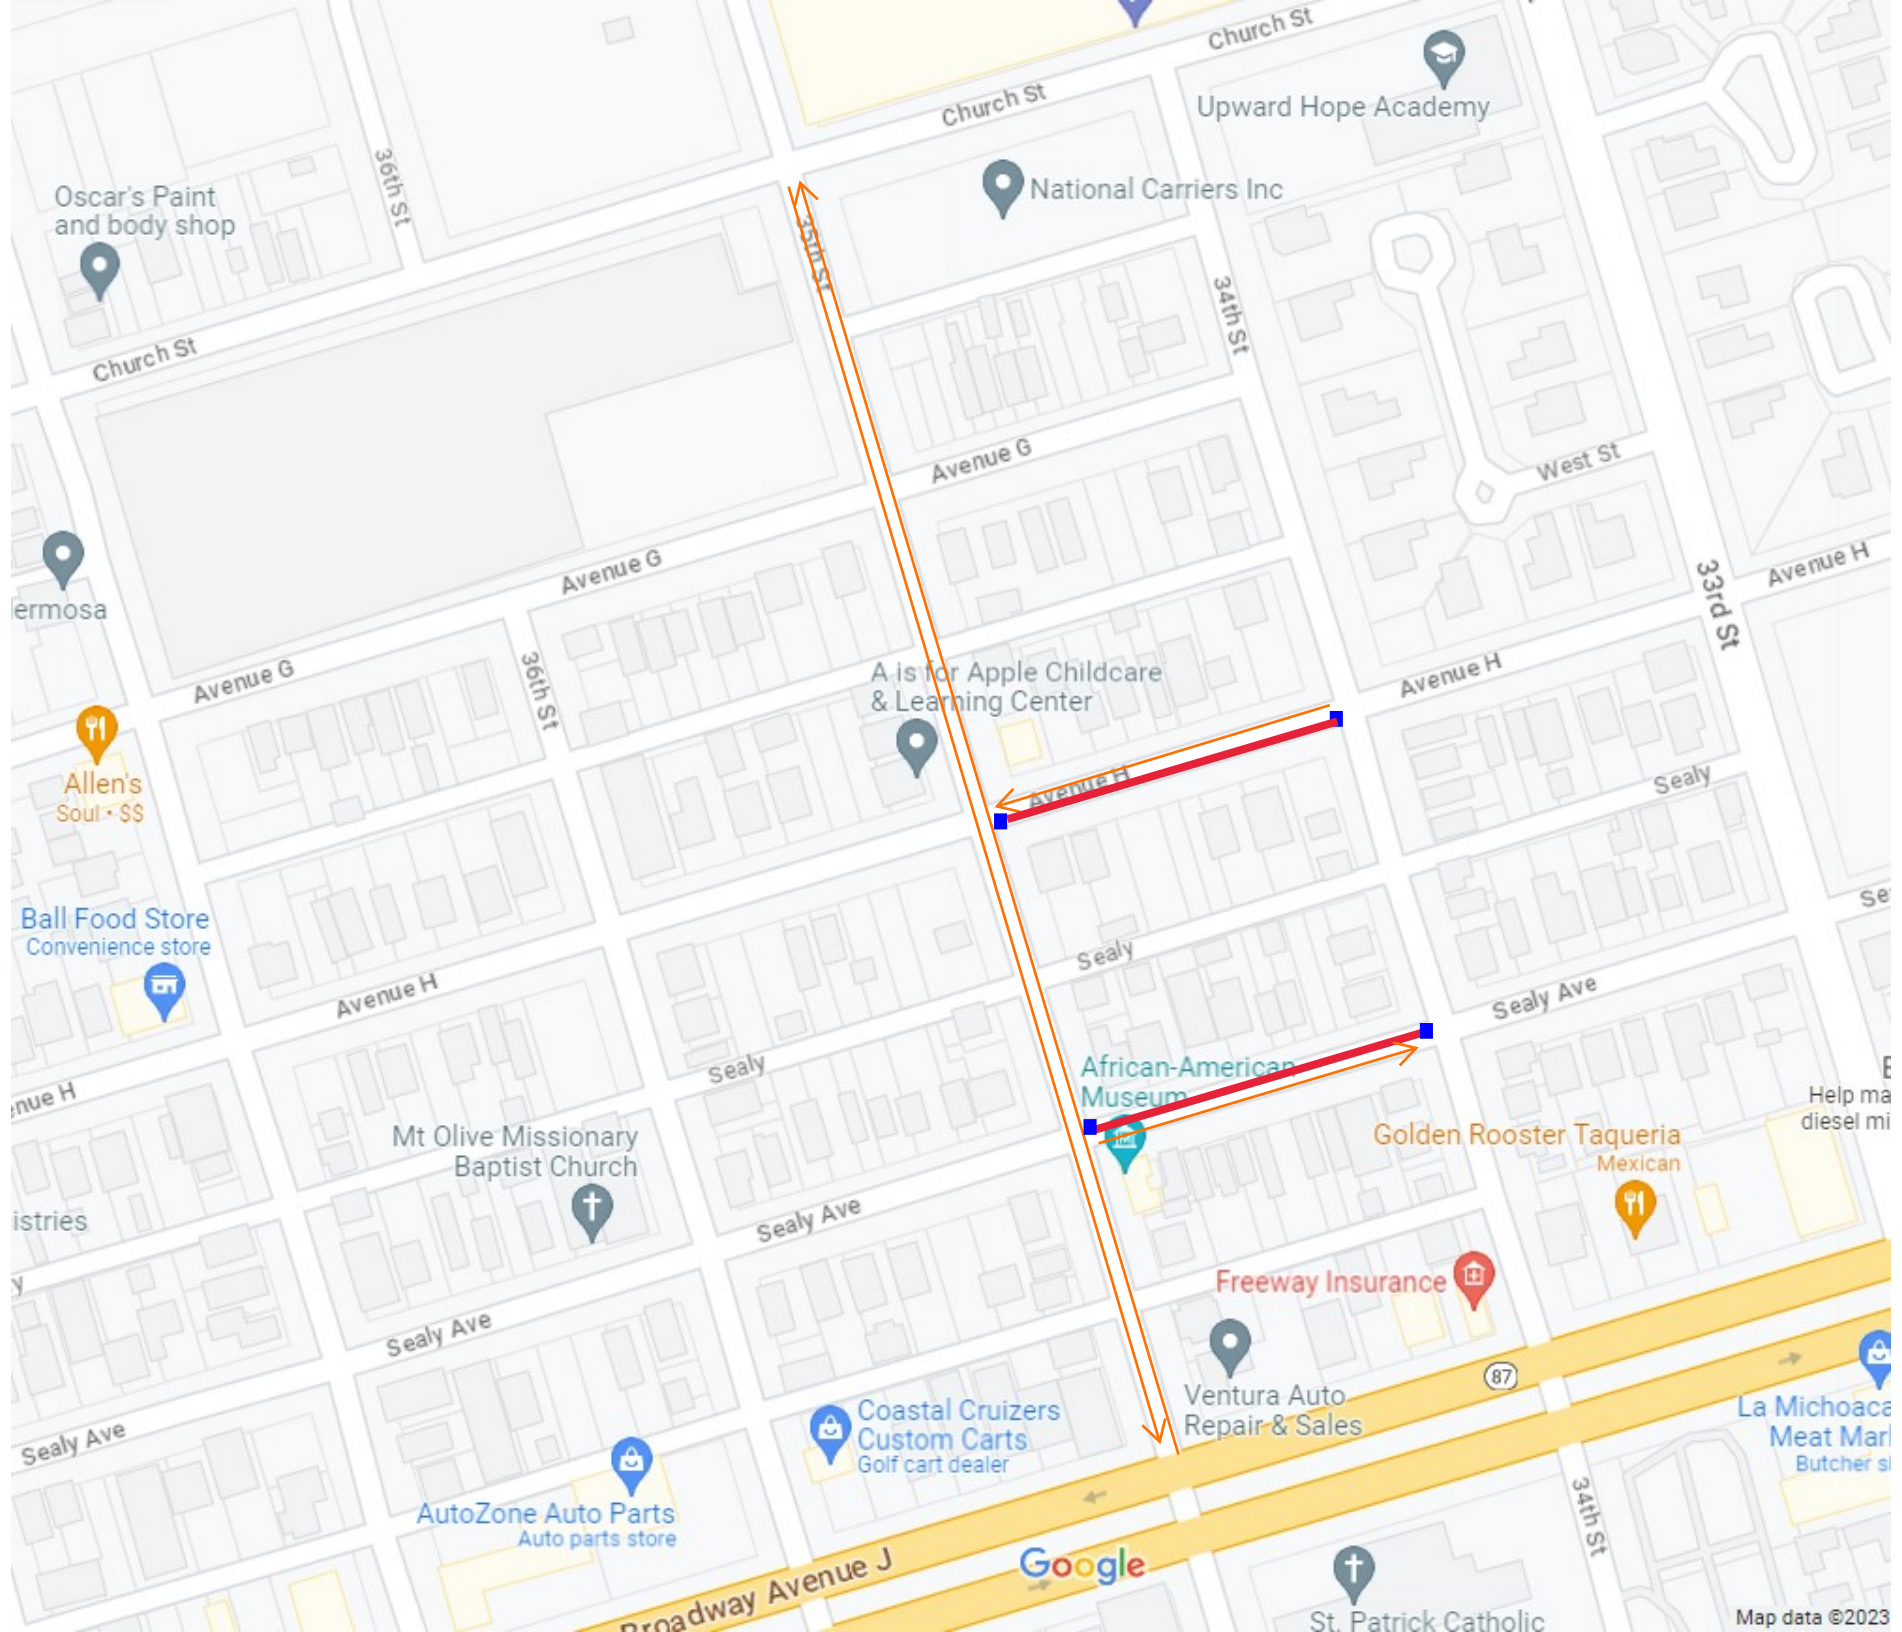 Church St
Church St
Upward Hope Academy
36th St
Oscar's Paint
and body shop
National Carriers Inc
35th St
34th St
Church St
Avenue G
West St
Avenue G
Avenue H
33rd St
ermosa
Avenue G
36th St
A is for Apple Childcare
& Learning Center
Avenue H
Allen's
Soul • $$
Avenue H
Sealy
Ball Food Store
Convenience store
Avenue H
Sealy
Se
Sealy Ave
Sealy
African-American
Museum
enue H
Help ma
diesel mi
Mt Olive Missionary
Baptist Church
Golden Rooster Taqueria
Mexican
istries
Sealy Ave
y
Freeway Insurance
Sealy Ave
87
Ventura Auto
Repair & Sales
Coastal Cruizers
Custom Carts
Golf cart dealer
La Michoaca
Meat Mark
Butcher s
Sealy Ave
AutoZone Auto Parts
Auto parts store
34th St
Google
Broadway Avenue J
St. Patrick Catholic
Map data ©2023